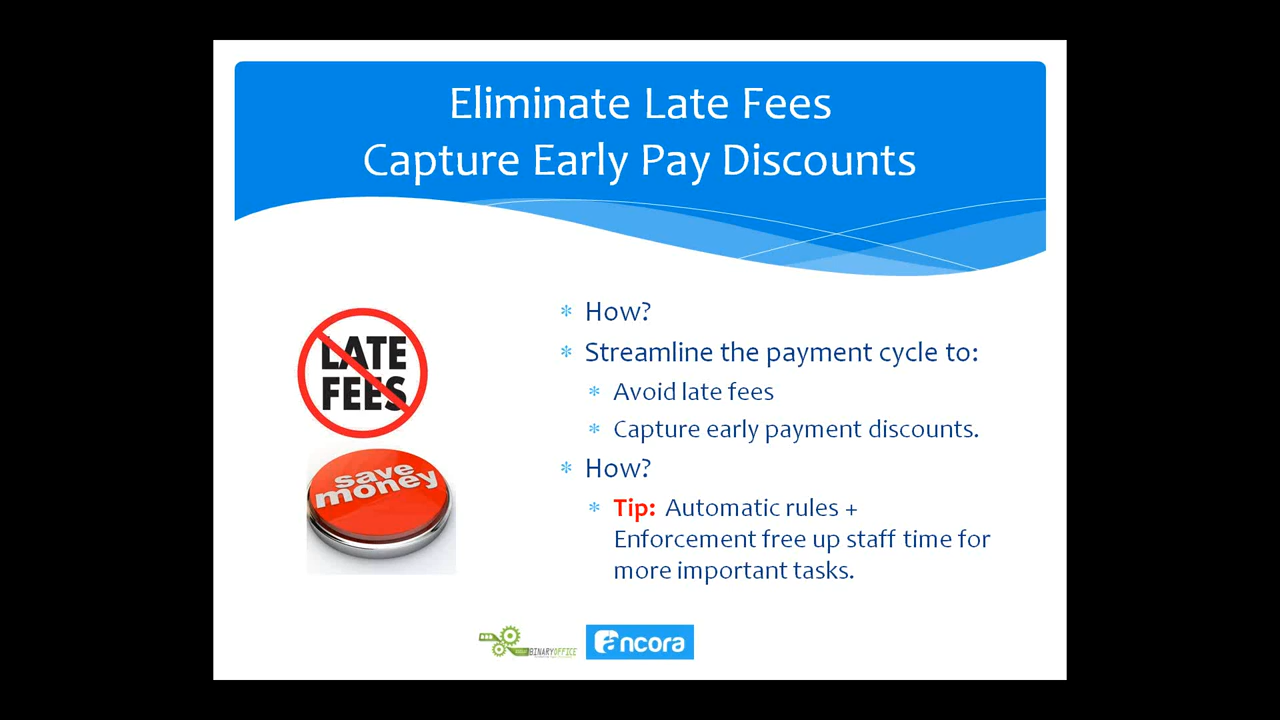 Eliminate Late Fees
Capture Early Pay Discounts
LATE
FEES
save
money
* How?
* Streamline the payment cycle to:
* Avoid late fees
* Capture early payment discounts.
* How?
* Tip: Automatic rules +
Enforcement free up staff time for
more important tasks.
BINARYOFFICE
ancora